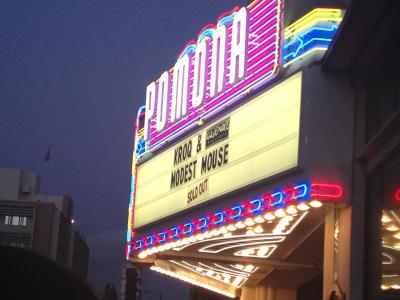 POMONA
KROQ &
MODEST MOUSE
SOLD OUT